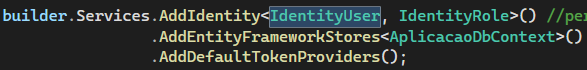 builder.Services.AddIdentity<IdentityUser, IdentityRole>() //per
.AddEntityFrameworkStores<AplicacaoDbContext>()
.AddDefaultTokenProviders();